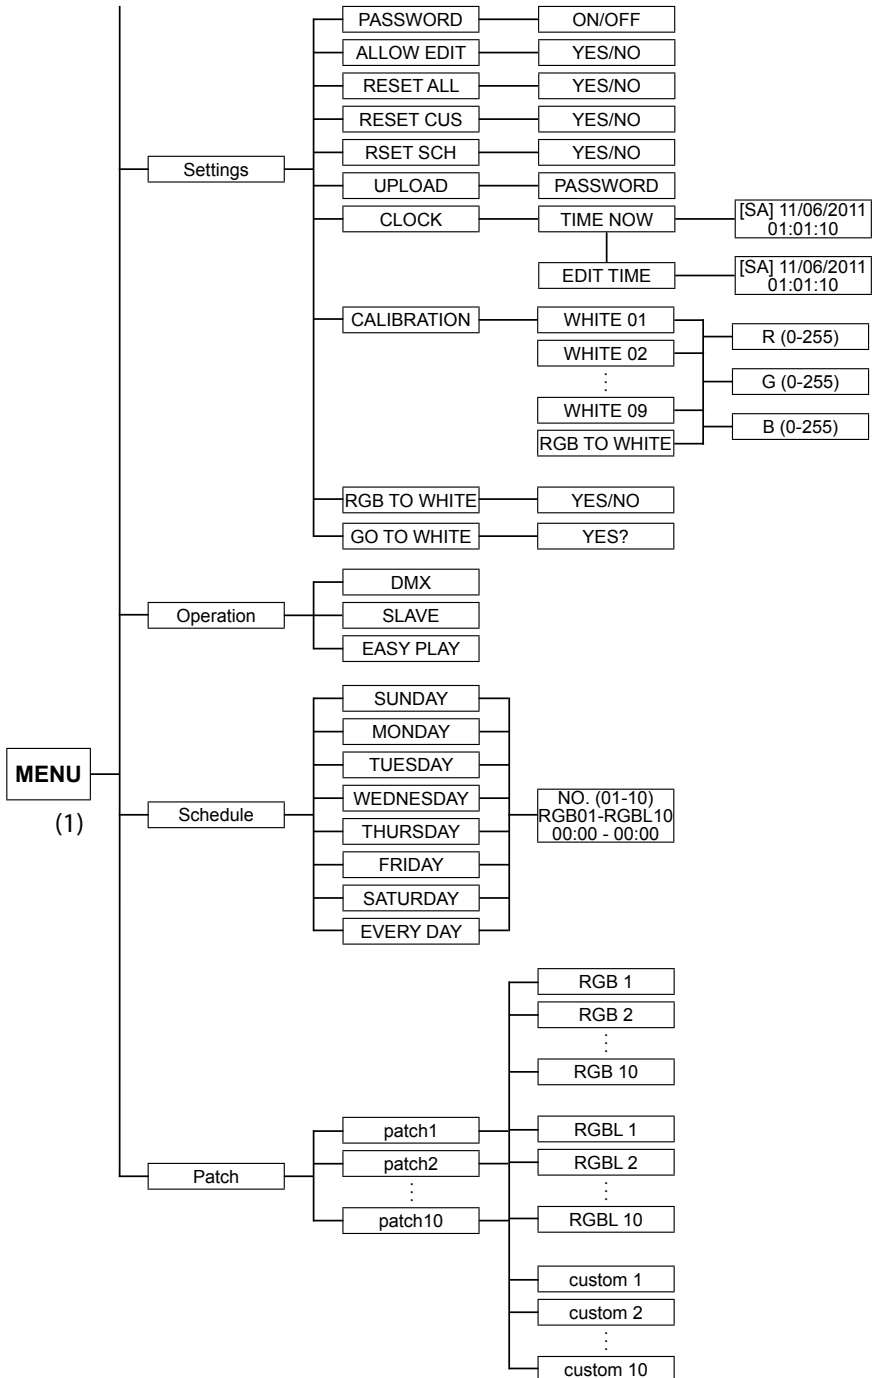 PASSWORD ON/OFF
ALLOW EDIT YES/NO
RESET ALL YES/NO
RESET CUS YES/NO
RSET SCH YES/NO
Settings
UPLOAD PASSWORD
CLOCK TIME NOW [SA] 11/06/2011
01:01:10
EDIT TIME [SA] 11/06/2011
01:01:10
CALIBRATION WHITE 01
R (0-255)
WHITE 02
G (0-255)
WHITE 09
B (0-255)
RGB TO WHITE
RGB TO WHITE YES/NO
GO TO WHITE YES?
DMX
Operation SLAVE
EASY PLAY
SUNDAY
MONDAY
TUESDAY
MENU
(1)
WEDNESDAY
Schedule
THURSDAY
FRIDAY
SATURDAY
EVERY DAY
NO. (01-10)
RGB01-RGBL10
00:00 - 00:00
RGB 1
RGB 2
RGB 10
patch1 RGBL 1
patch2 RGBL 2
Patch
patch10 RGBL 10
custom 1
custom 2
custom 10